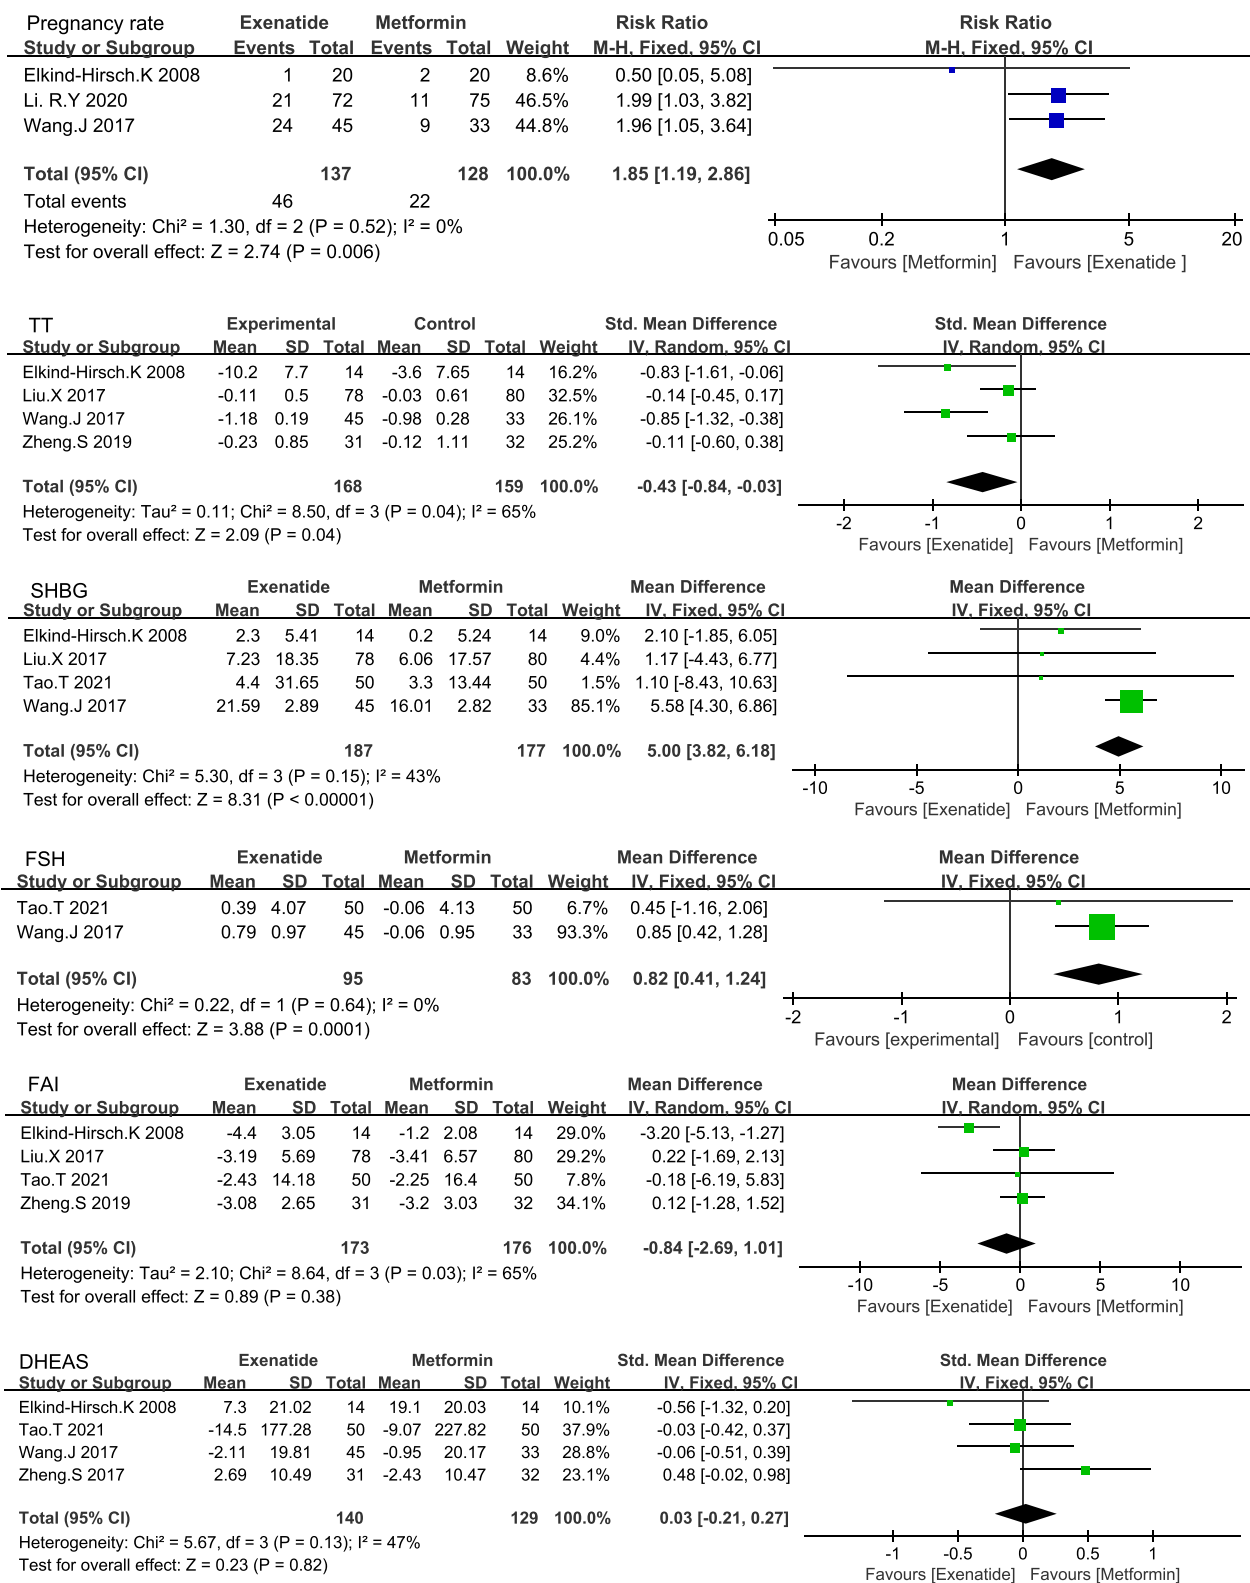 Pregnancy rate Exenatide Metformin Risk Ratio Risk Ratio
Study or Subgroup Events Total Events Total Weight M-H, Fixed, 95% CI M-H, Fixed, 95% CI
Elkind-Hirsch.K 2008 1 20 2 20 8.6% 0.50 [0.05, 5.08]
Li. R.Y 2020 21 72 11 75 46.5% 1.99 [1.03, 3.82]
Wang.J 2017 24 45 9 33 44.8% 1.96 [1.05, 3.64]
Total (95% CI) 137 128 100.0% 1.85 [1.19, 2.86]
Total events 46 22
Heterogeneity: Chi² = 1.30, df = 2 (P = 0.52); I² = 0%
Test for overall effect: Z = 2.74 (P = 0.006)
0.05 0.2 1 5 20
Favours [Metformin] Favours [Exenatide ]
TT Experimental Control Std. Mean Difference Std. Mean Difference
Study or Subgroup Mean SD Total Mean SD Total Weight IV, Random, 95% CI IV, Random, 95% CI
Elkind-Hirsch.K 2008 -10.2 7.7 14 -3.6 7.65 14 16.2% -0.83 [-1.61, -0.06]
Liu.X 2017 -0.11 0.5 78 -0.03 0.61 80 32.5% -0.14 [-0.45, 0.17]
Wang.J 2017 -1.18 0.19 45 -0.98 0.28 33 26.1% -0.85 [-1.32, -0.38]
Zheng.S 2019 -0.23 0.85 31 -0.12 1.11 32 25.2% -0.11 [-0.60, 0.38]
Total (95% CI) 168 159 100.0% -0.43 [-0.84, -0.03]
Heterogeneity: Tau² = 0.11; Chi² = 8.50, df = 3 (P = 0.04); I² = 65%
Test for overall effect: Z = 2.09 (P = 0.04)
-2 -1 0 1 2
Favours [Exenatide] Favours [Metformin]
SHBG Exenatide Metformin Mean Difference Mean Difference
Study or Subgroup Mean SD Total Mean SD Total Weight IV, Fixed, 95% CI IV, Fixed, 95% CI
Elkind-Hirsch.K 2008 2.3 5.41 14 0.2 5.24 14 9.0% 2.10 [-1.85, 6.05]
Liu.X 2017 7.23 18.35 78 6.06 17.57 80 4.4% 1.17 [-4.43, 6.77]
Tao.T 2021 4.4 31.65 50 3.3 13.44 50 1.5% 1.10 [-8.43, 10.63]
Wang.J 2017 21.59 2.89 45 16.01 2.82 33 85.1% 5.58 [4.30, 6.86]
Total (95% CI) 187 177 100.0% 5.00 [3.82, 6.18]
Heterogeneity: Chi² = 5.30, df = 3 (P = 0.15); I² = 43%
Test for overall effect: Z = 8.31 (P < 0.00001)
-10 -5 0 5 10
Favours [Exenatide] Favours [Metformin]
FSH Exenatide Metformin Mean Difference Mean Difference
Study or Subgroup Mean SD Total Mean SD Total Weight IV, Fixed, 95% CI IV, Fixed, 95% CI
Tao.T 2021 0.39 4.07 50 -0.06 4.13 50 6.7% 0.45 [-1.16, 2.06]
Wang.J 2017 0.79 0.97 45 -0.06 0.95 33 93.3% 0.85 [0.42, 1.28]
Total (95% CI) 95 83 100.0% 0.82 [0.41, 1.24]
Heterogeneity: Chi² = 0.22, df = 1 (P = 0.64); I² = 0%
Test for overall effect: Z = 3.88 (P = 0.0001)
-2 -1 0 1 2
Favours [experimental] Favours [control]
FAI Exenatide Metformin Mean Difference Mean Difference
Study or Subgroup Mean SD Total Mean SD Total Weight IV, Random, 95% CI IV, Random, 95% CI
Elkind-Hirsch.K 2008 -4.4 3.05 14 -1.2 2.08 14 29.0% -3.20 [-5.13, -1.27]
Liu.X 2017 -3.19 5.69 78 -3.41 6.57 80 29.2% 0.22 [-1.69, 2.13]
Tao.T 2021 -2.43 14.18 50 -2.25 16.4 50 7.8% -0.18 [-6.19, 5.83]
Zheng.S 2019 -3.08 2.65 31 -3.2 3.03 32 34.1% 0.12 [-1.28, 1.52]
Total (95% CI) 173 176 100.0% -0.84 [-2.69, 1.01]
Heterogeneity: Tau² = 2.10; Chi² = 8.64, df = 3 (P = 0.03); I² = 65%
Test for overall effect: Z = 0.89 (P = 0.38)
-10 -5 0 5 10
Favours [Exenatide] Favours [Metformin]
DHEAS Exenatide Metformin Std. Mean Difference Std. Mean Difference
Study or Subgroup Mean SD Total Mean SD Total Weight IV, Fixed, 95% CI IV, Fixed, 95% CI
Elkind-Hirsch.K 2008 7.3 21.02 14 19.1 20.03 14 10.1% -0.56 [-1.32, 0.20]
Tao.T 2021 -14.5 177.28 50 -9.07 227.82 50 37.9% -0.03 [-0.42, 0.37]
Wang.J 2017 -2.11 19.81 45 -0.95 20.17 33 28.8% -0.06 [-0.51, 0.39]
Zheng.S 2017 2.69 10.49 31 -2.43 10.47 32 23.1% 0.48 [-0.02, 0.98]
Total (95% CI) 140 129 100.0% 0.03 [-0.21, 0.27]
Heterogeneity: Chi² = 5.67, df = 3 (P = 0.13); I² = 47%
Test for overall effect: Z = 0.23 (P = 0.82)
-1 -0.5 0 0.5 1
Favours [Exenatide] Favours [Metformin]